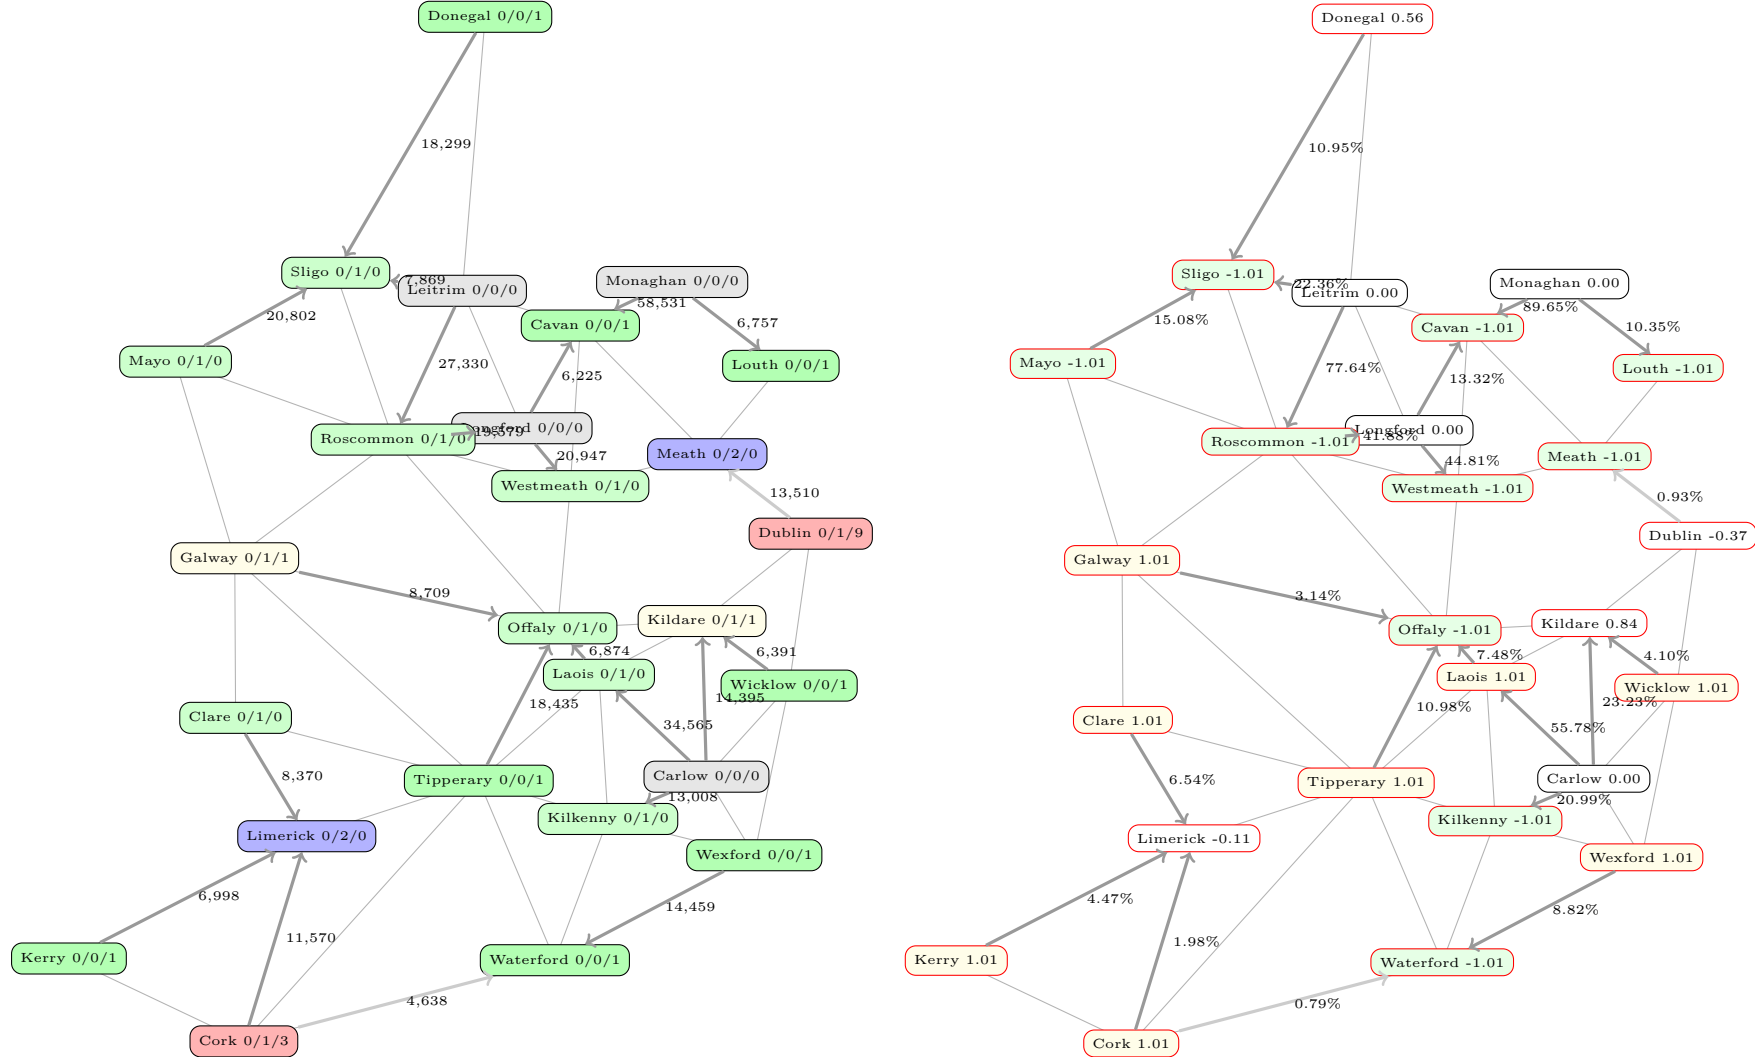 Donegal 0/0/1
18,299
Sligo 0/1/0
7,869
Leitrim 0/0/0
Monaghan 0/0/0
58,531
20,802
Cavan 0/0/1
6,757
Mayo 0/1/0
27,330
Louth 0/0/1
6,225
Roscommon 0/1/0
19,579
Longford 0/0/0
20,947
Meath 0/2/0
Westmeath 0/1/0
13,510
Dublin 0/1/9
Galway 0/1/1
8,709
Offaly 0/1/0
Kildare 0/1/1
6,874
6,391
Laois 0/1/0
Wicklow 0/0/1
14,395
18,435
Clare 0/1/0
34,565
8,370
Tipperary 0/0/1
Carlow 0/0/0
13,008
Kilkenny 0/1/0
Limerick 0/2/0
Wexford 0/0/1
6,998
14,459
11,570
Kerry 0/0/1
Waterford 0/0/1
4,638
Cork 0/1/3
Donegal 0.56
10.95%
Sligo -1.01
22.36%
Leitrim 0.00
Monaghan 0.00
89.65%
15.08%
Cavan -1.01
10.35%
Mayo -1.01
77.64%
Louth -1.01
13.32%
Roscommon -1.01
41.88%
Longford 0.00
44.81%
Meath -1.01
Westmeath -1.01
0.93%
Dublin -0.37
Galway 1.01
3.14%
Offaly -1.01
Kildare 0.84
7.48%
4.10%
Laois 1.01
Wicklow 1.01
23.23%
10.98%
Clare 1.01
55.78%
6.54%
Tipperary 1.01
Carlow 0.00
20.99%
Kilkenny -1.01
Limerick -0.11
Wexford 1.01
4.47%
8.82%
1.98%
Kerry 1.01
Waterford -1.01
0.79%
Cork 1.01